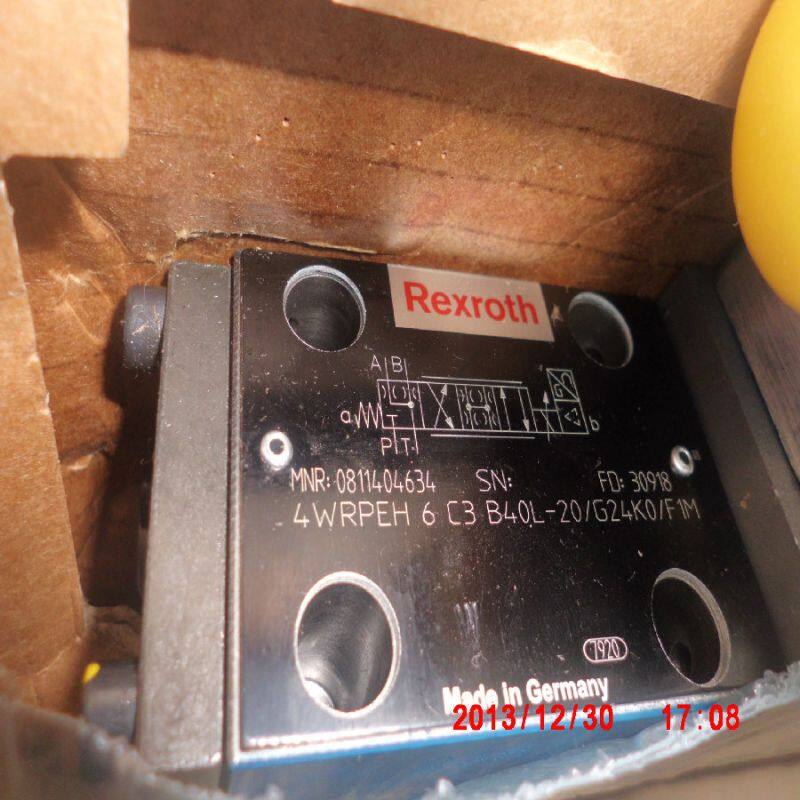 Rexroth
A B
a
b
P T
MNR: 0811404634 SN: FD: 30918
4WRPEH 6 C3 B40L-20/G24K0/F1M
7920
Made in Germany
2013/12/30 17:08